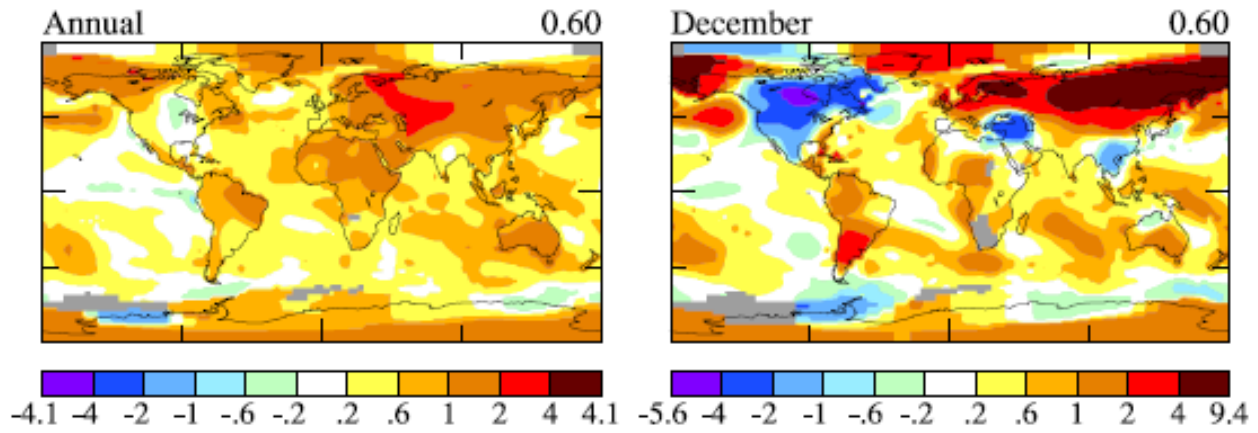 Annual 0.60
December 0.60
-4.1 -4 -2 -1 -.6 -.2 .2 .6 1 2 4 4.1
-5.6 -4 -2 -1 -.6 -.2 .2 .6 1 2 4 9.4